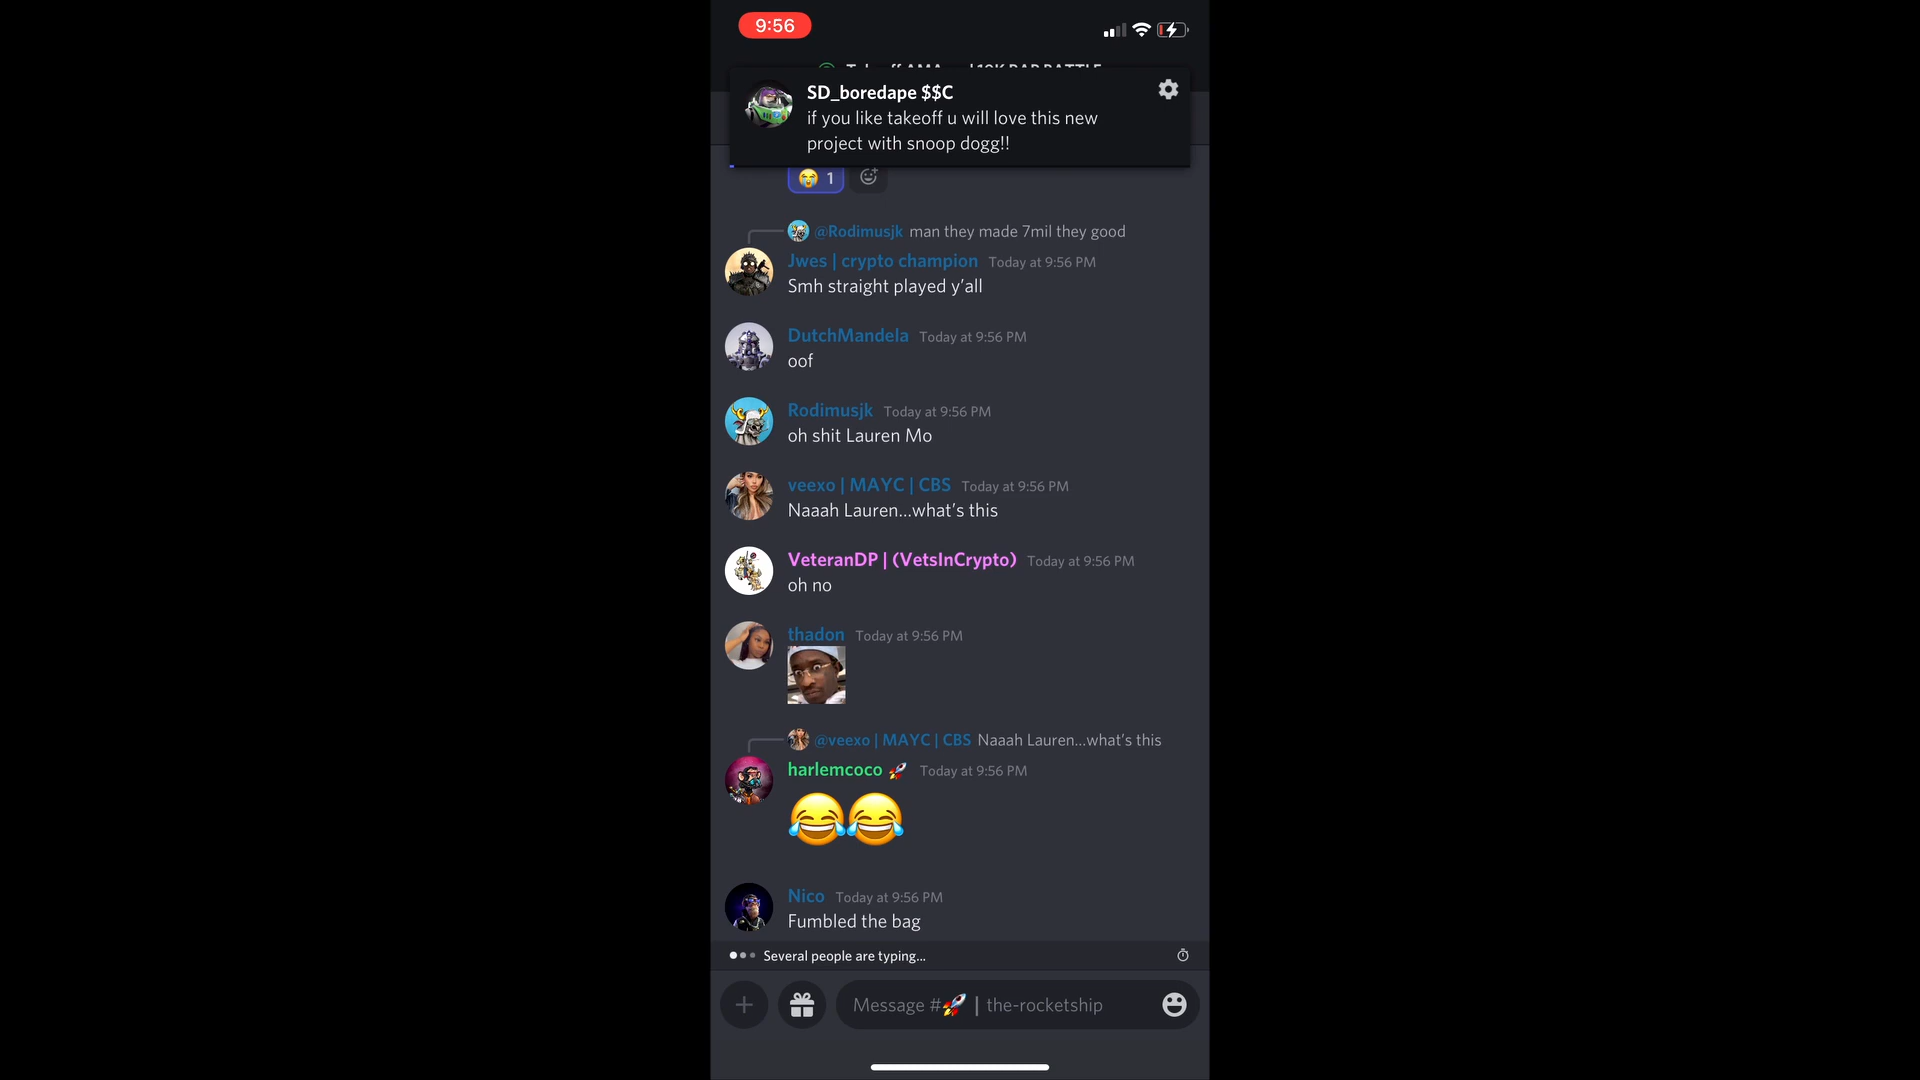 9:56
SD_boredape $$C
if you like takeoff u will love this new
project with snoop dogg!!
1
@Rodimusjk man they made 7mil they good
Jwes | crypto champion Today at 9:56 PM
Smh straight played y’all
DutchMandela Today at 9:56 PM
oof
Rodimusjk Today at 9:56 PM
oh shit Lauren Mo
veexo | MAYC | CBS Today at 9:56 PM
Naaah Lauren...what’s this
VeteranDP | (VetsInCrypto) Today at 9:56 PM
oh no
thadon Today at 9:56 PM
@veexo | MAYC | CBS Naaah Lauren...what’s this
harlemcoco 🚀 Today at 9:56 PM
😂😂
Nico Today at 9:56 PM
Fumbled the bag
Several people are typing...
Message #🚀 | the-rocketship